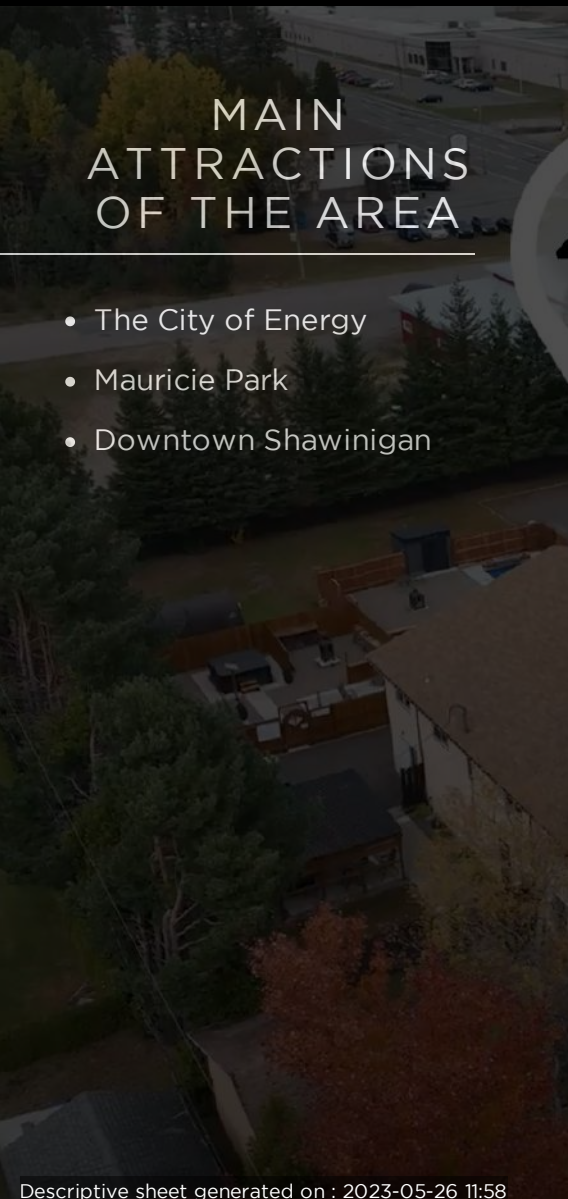 MAIN
ATTRACTIONS
OF THE AREA
• The City of Energy
• Mauricie Park
• Downtown Shawinigan
Descriptive sheet generated on : 2023-05-26 11:58